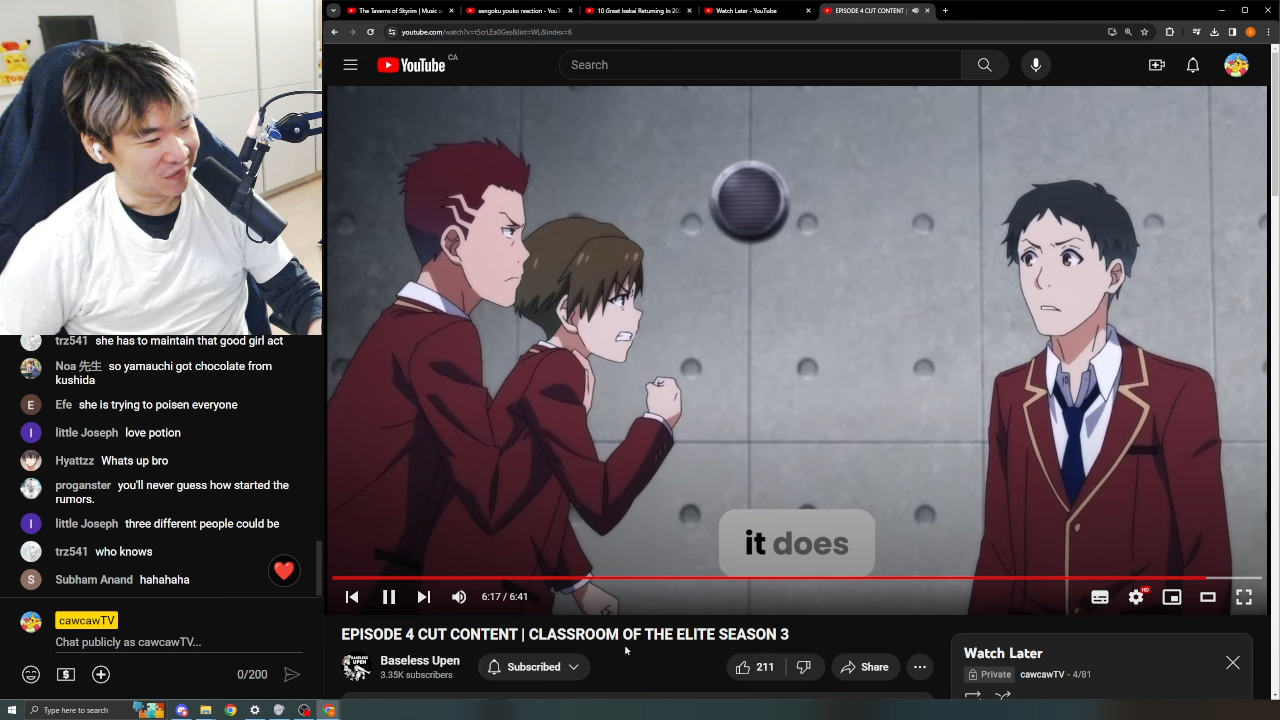 The Taverns of Skyrim | Music
sengoku youko reaction - YouT
10 Great Isekai Returning In 202
Watch Later - YouTube
EPISODE 4 CUT CONTENT |
youtube.com/watch?v=t5crLEa0Ges&list=WL&index=6
YouTube CA
Search
it does
6:17 / 6:41
HD
EPISODE 4 CUT CONTENT | CLASSROOM OF THE ELITE SEASON 3
BASELESS UPEN
Baseless Upen
3.35K subscribers
Subscribed
211
Share
Watch Later
Private cawcawTV - 4/81
trz541 she has to maintain that good girl act
Noa 先生 so yamauchi got chocolate from
kushida
E Efe she is trying to poisen everyone
I little Joseph love potion
Hyattzz Whats up bro
proganster you'll never guess how started the
rumors.
I little Joseph three different people could be
trz541 who knows
S Subham Anand hahahaha
cawcawTV
Chat publicly as cawcawTV...
0/200
Type here to search